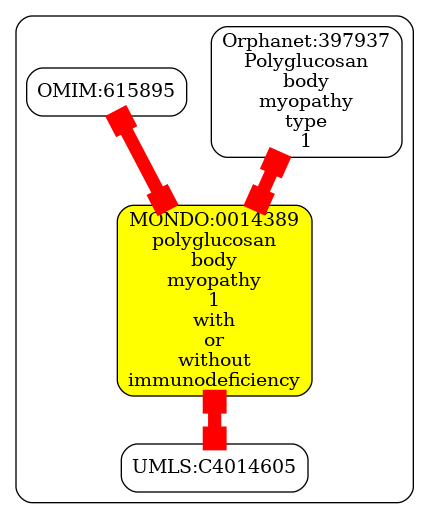 OMIM:615895
Orphanet:397937
Polyglucosan
body
myopathy
type
1
MONDO:0014389
polyglucosan
body
myopathy
1
with
or
without
immunodeficiency
UMLS:C4014605